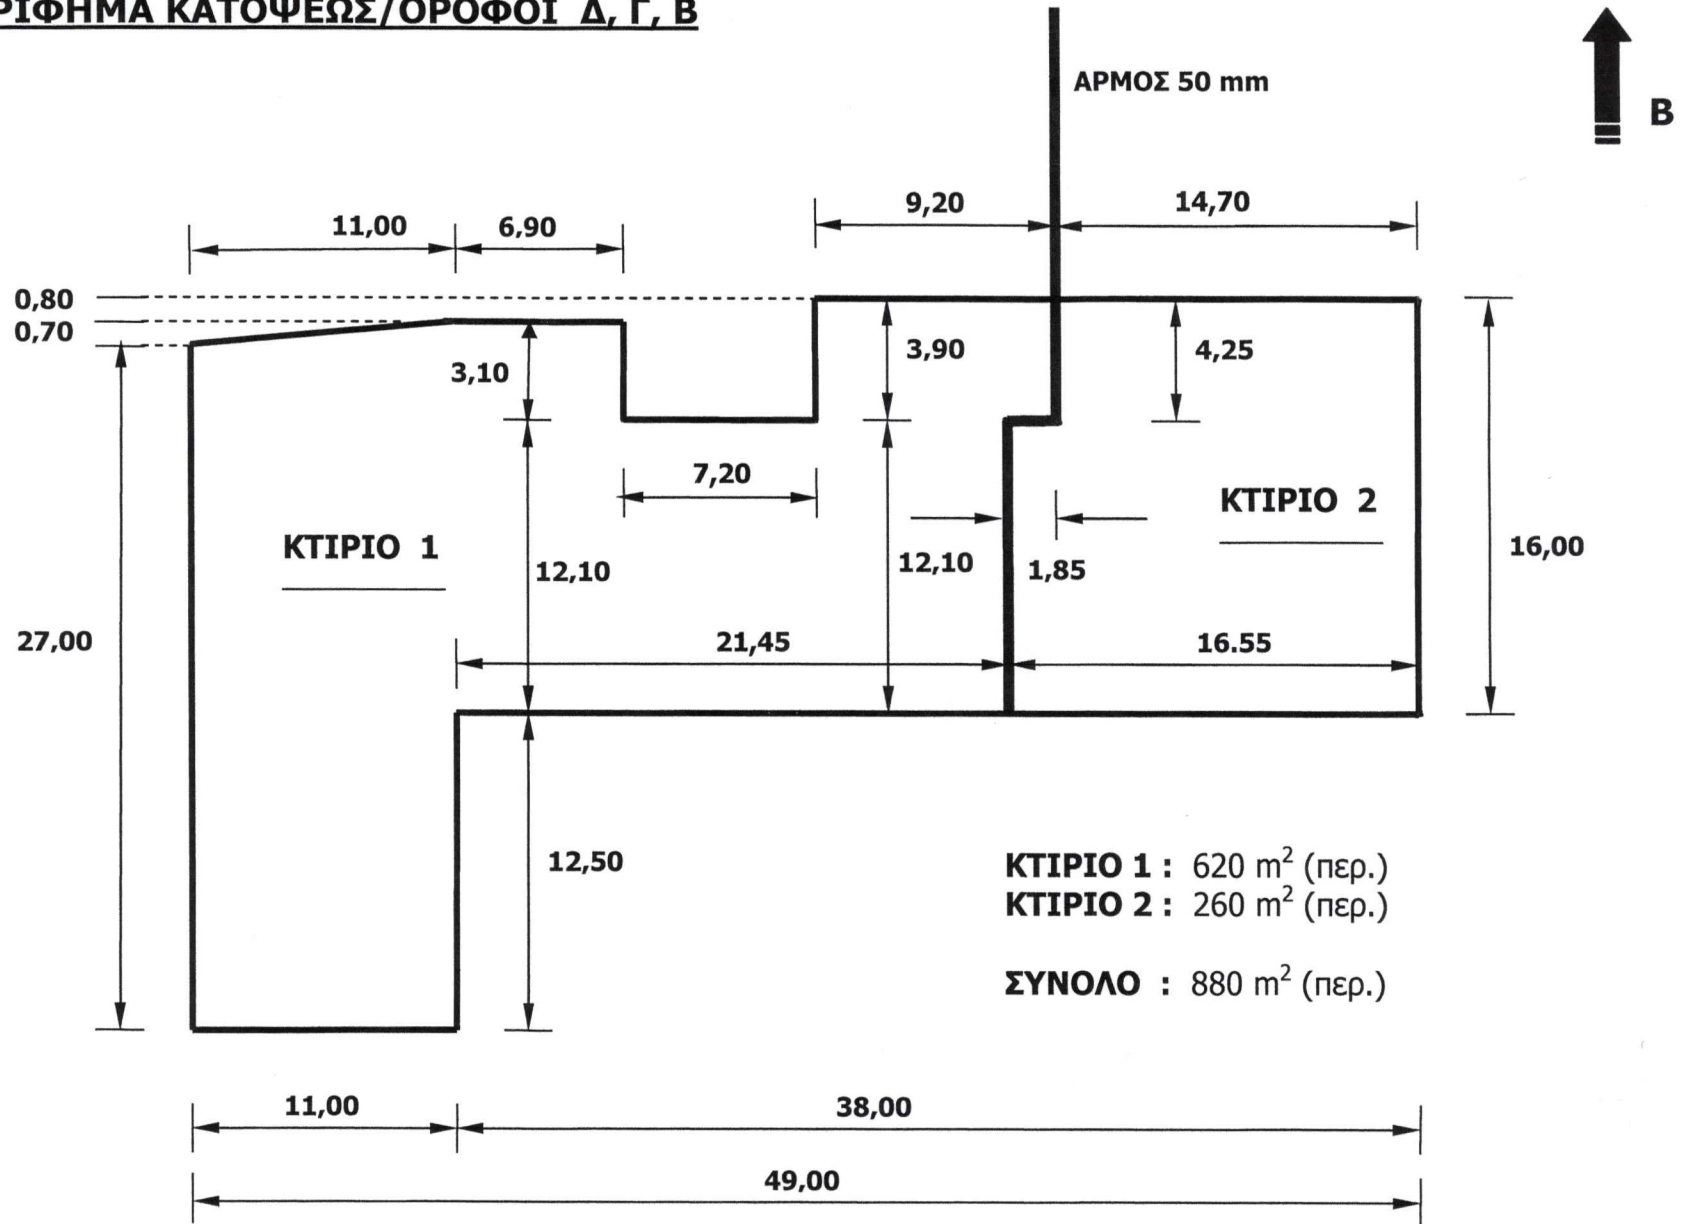 ΡΙΦΗΜΑ ΚΑΤΟΨΕΩΣ/ΟΡΟΦΟΙ Δ, Γ, Β
ΑΡΜΟΣ 50 mm
Β
9,20
14,70
11,00
6,90
0,80
0,70
3,10
3,90
4,25
7,20
ΚΤΙΡΙΟ 2
ΚΤΙΡΙΟ 1
12,10
12,10
1,85
16,00
27,00
21,45
16.55
12,50
ΚΤΙΡΙΟ 1 : 620 m² (περ.)
ΚΤΙΡΙΟ 2 : 260 m² (περ.)
ΣΥΝΟΛΟ : 880 m² (περ.)
11,00
38,00
49,00